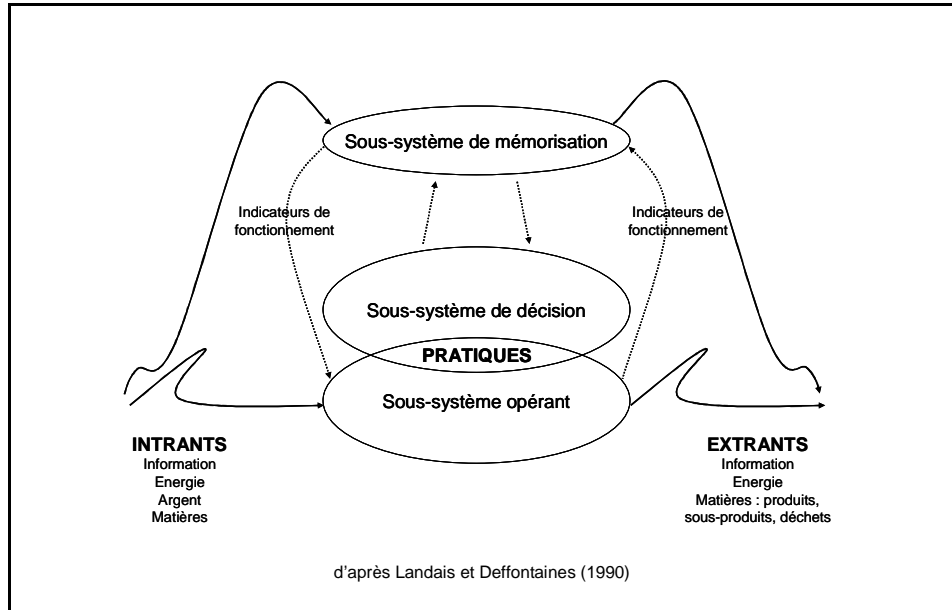 Sous-système de mémorisation
Indicateurs de
fonctionnement
Indicateurs de
fonctionnement
Sous-système de décision
PRATIQUES
Sous-système opérant
INTRANTS
Information
Energie
Argent
Matières
EXTRANTS
Information
Energie
Matières : produits,
sous-produits, déchets
d'après Landais et Deffontaines (1990)